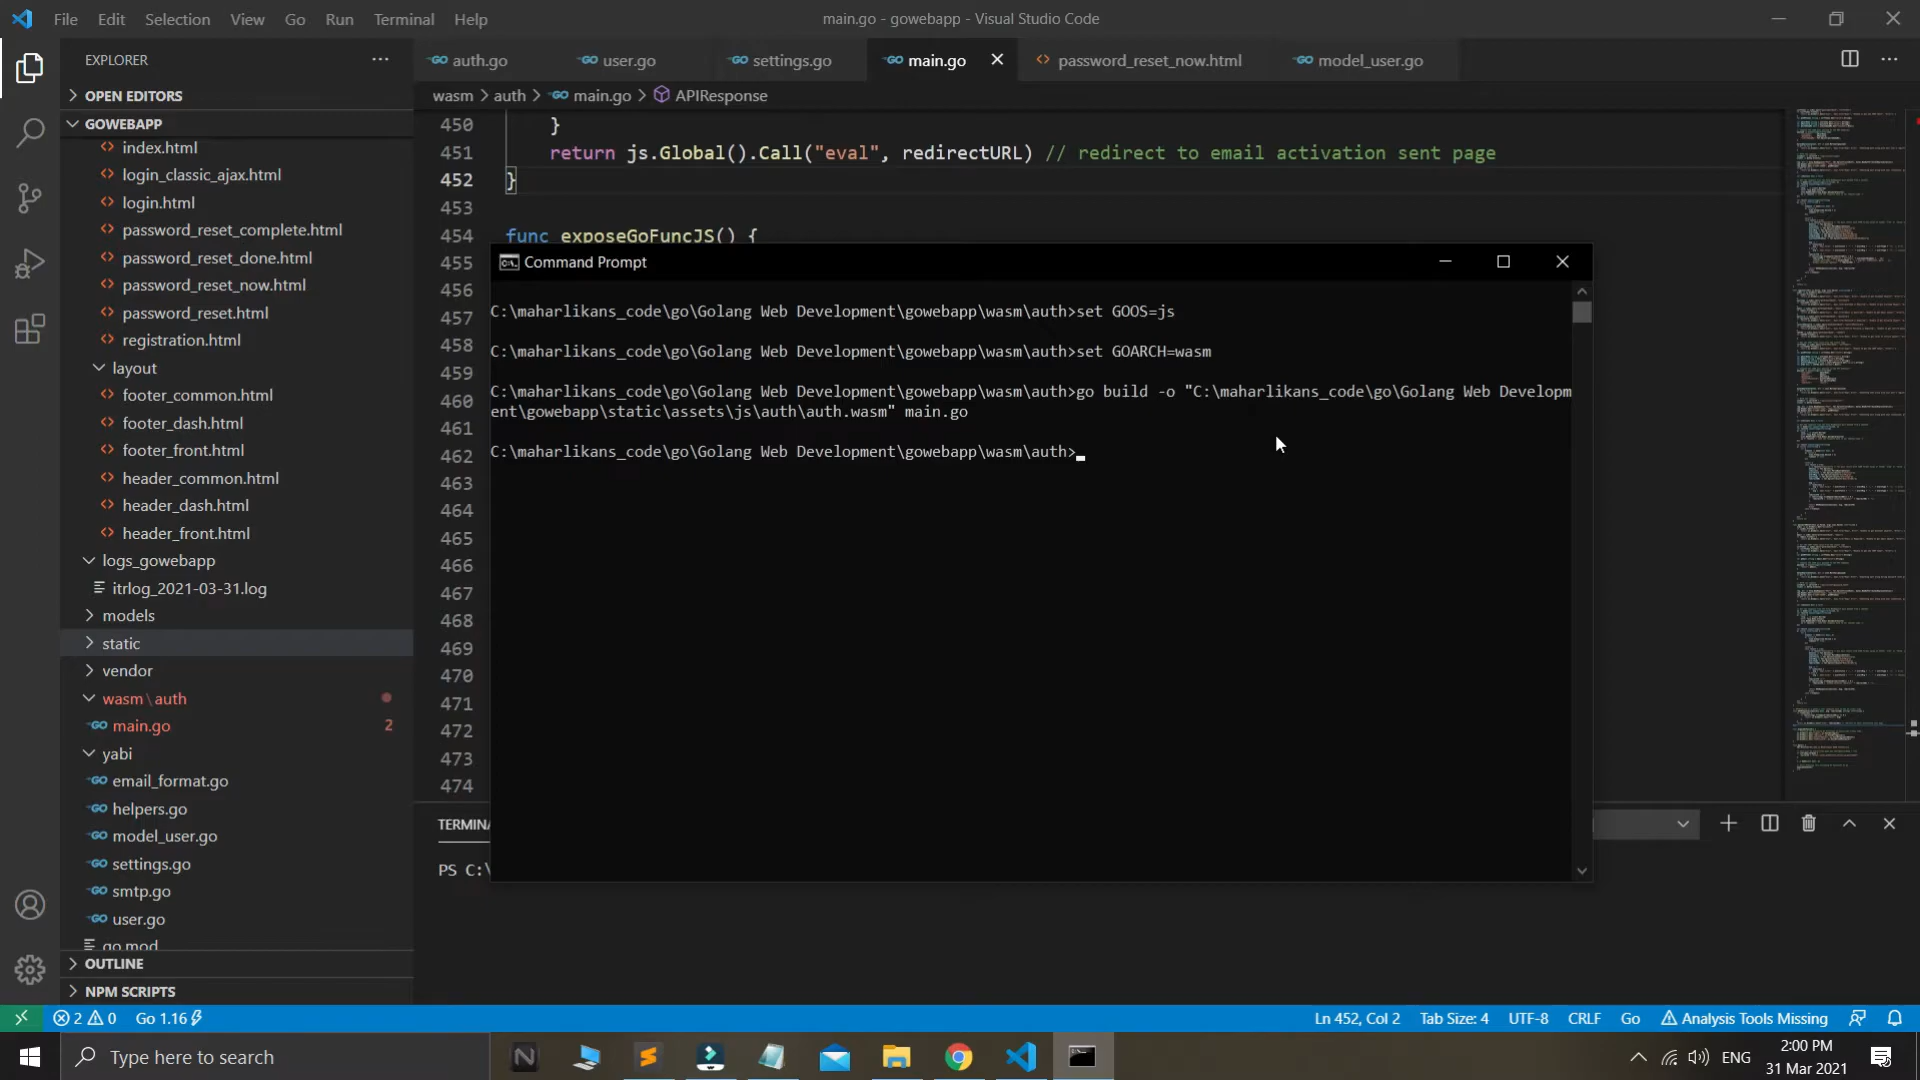 File Edit Selection View Go Run Terminal Help
main.go - gowebapp - Visual Studio Code
EXPLORER
auth.go user.go settings.go main.go password_reset_now.html model_user.go
OPEN EDITORS
wasm > auth > main.go > APIResponse
GOWEBAPP
index.html
login_classic_ajax.html
login.html
password_reset_complete.html
password_reset_done.html
password_reset_now.html
password_reset.html
registration.html
layout
footer_common.html
footer_dash.html
footer_front.html
header_common.html
header_dash.html
header_front.html
logs_gowebapp
itrlog_2021-03-31.log
models
static
vendor
wasm\auth
main.go 2
yabi
email_format.go
helpers.go
model_user.go
settings.go
smtp.go
user.go
go.mod
OUTLINE
NPM SCRIPTS
450 }
451 return js.Global().Call("eval", redirectURL) // redirect to email activation sent page
452 }
453
454 func exposeGoFuncJS() {
455
456
457
458
459
460
461
462
463
464
465
466
467
468
469
470
471
472
473
474
Command Prompt
C:\maharlikans_code\go\Golang Web Development\gowebapp\wasm\auth>set GOOS=js
C:\maharlikans_code\go\Golang Web Development\gowebapp\wasm\auth>set GOARCH=wasm
C:\maharlikans_code\go\Golang Web Development\gowebapp\wasm\auth>go build -o "C:\maharlikans_code\go\Golang Web Developm
ent\gowebapp\static\assets\js\auth\auth.wasm" main.go
C:\maharlikans_code\go\Golang Web Development\gowebapp\wasm\auth>
TERMINA
PS C:\
2 0 Go 1.16
Ln 452, Col 2 Tab Size: 4 UTF-8 CRLF Go Analysis Tools Missing
Type here to search
ENG
2:00 PM
31 Mar 2021